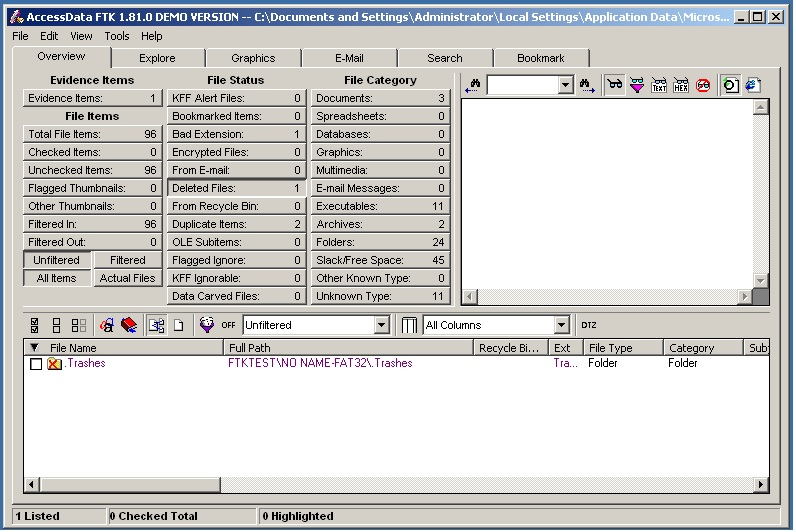 AccessData FTK 1.81.0 DEMO VERSION -- C:\Documents and Settings\Administrator\Local Settings\Application Data\Micros...
File Edit View Tools Help
Overview Explore Graphics E-Mail Search Bookmark
Evidence Items File Status File Category
Evidence Items: 1 KFF Alert Files: 0 Documents: 3
File Items Bookmarked Items: 0 Spreadsheets: 0
Total File Items: 96 Bad Extension: 1 Databases: 0
Checked Items: 0 Encrypted Files: 0 Graphics: 0
Unchecked Items: 96 From E-mail: 0 Multimedia: 0
Flagged Thumbnails: 0 Deleted Files: 1 E-mail Messages: 0
Other Thumbnails: 0 From Recycle Bin: 0 Executables: 11
Filtered In: 96 Duplicate Items: 2 Archives: 2
Filtered Out: 0 OLE Subitems: 0 Folders: 24
Unfiltered Filtered Flagged Ignore: 0 Slack/Free Space: 45
All Items Actual Files KFF Ignorable: 0 Other Known Type: 0
Data Carved Files: 0 Unknown Type: 11
TEXT HEX
OFF Unfiltered All Columns DTZ
File Name Full Path Recycle Bi... Ext File Type Category Sub
.Trashes FTKTEST\NO NAME-FAT32\.Trashes Tra... Folder Folder
1 Listed 0 Checked Total 0 Highlighted